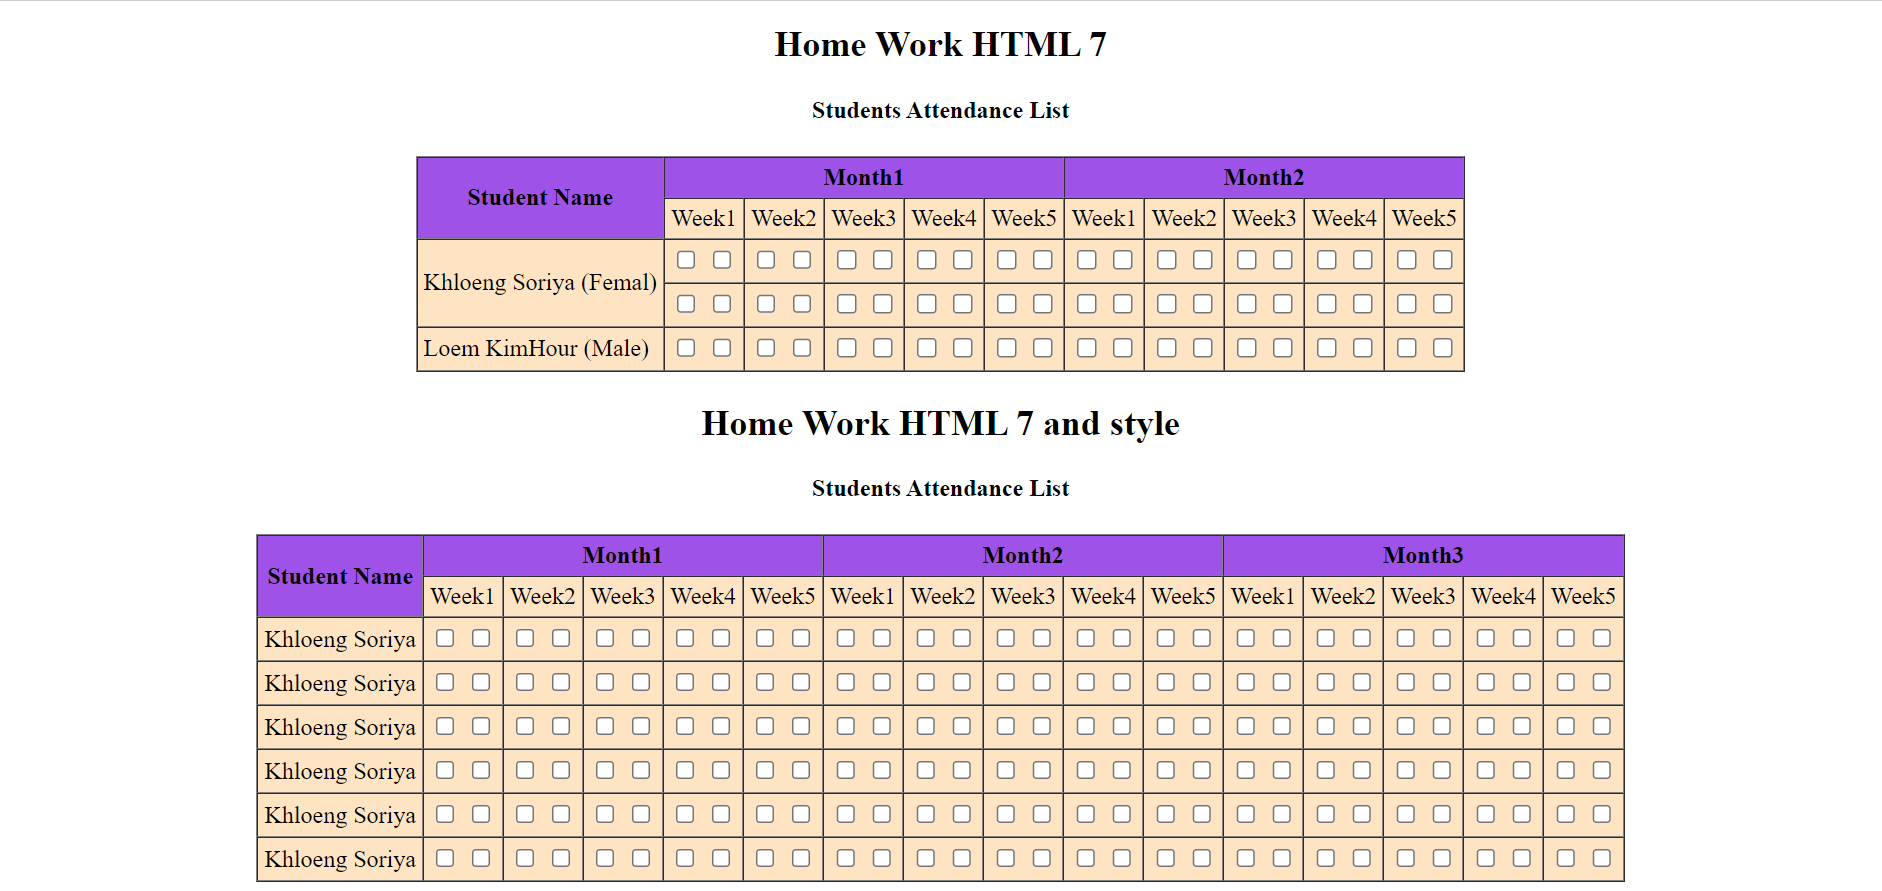 Home Work HTML 7
Students Attendance List
Student Name Month1 Month2
Week1 Week2 Week3 Week4 Week5 Week1 Week2 Week3 Week4 Week5
Khloeng Soriya (Femal)
Loem KimHour (Male)
Home Work HTML 7 and style
Students Attendance List
Student Name Month1 Month2 Month3
Week1 Week2 Week3 Week4 Week5 Week1 Week2 Week3 Week4 Week5 Week1 Week2 Week3 Week4 Week5
Khloeng Soriya
Khloeng Soriya
Khloeng Soriya
Khloeng Soriya
Khloeng Soriya
Khloeng Soriya